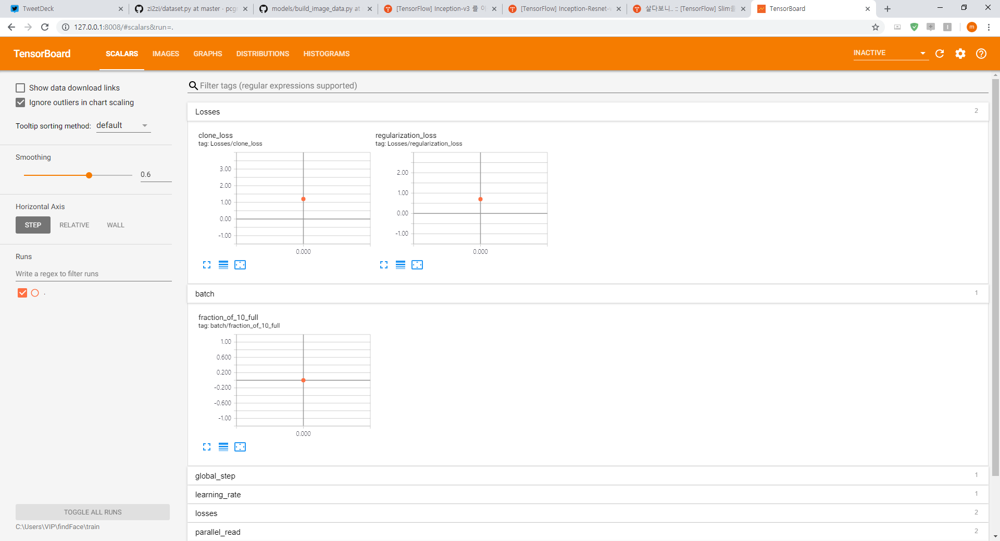 TweetDeck
zi2zi/dataset.py at master · pcgr
models/build_image_data.py at
[TensorFlow] Inception-v3 를 이
[TensorFlow] Inception-Resnet-v
살다보니.. :: [TensorFlow] Slim을
TensorBoard
127.0.0.1:8008/#scalars&run=.
m
TensorBoard
SCALARS
IMAGES
GRAPHS
DISTRIBUTIONS
HISTOGRAMS
INACTIVE
Show data download links
Ignore outliers in chart scaling
Tooltip sorting method: default
Smoothing
0.6
Horizontal Axis
STEP
RELATIVE
WALL
Runs
Write a regex to filter runs
.
TOGGLE ALL RUNS
C:\Users\VIP\findFace\train
Filter tags (regular expressions supported)
Losses
2
clone_loss
tag: Losses/clone_loss
3.00
2.00
1.00
0.00
-1.00
0.000
regularization_loss
tag: Losses/regularization_loss
2.00
1.00
0.00
-1.00
0.000
batch
1
fraction_of_10_full
tag: batch/fraction_of_10_full
1.00
0.600
0.200
-0.200
-0.600
-1.00
0.000
global_step
1
learning_rate
1
losses
2
parallel_read
2